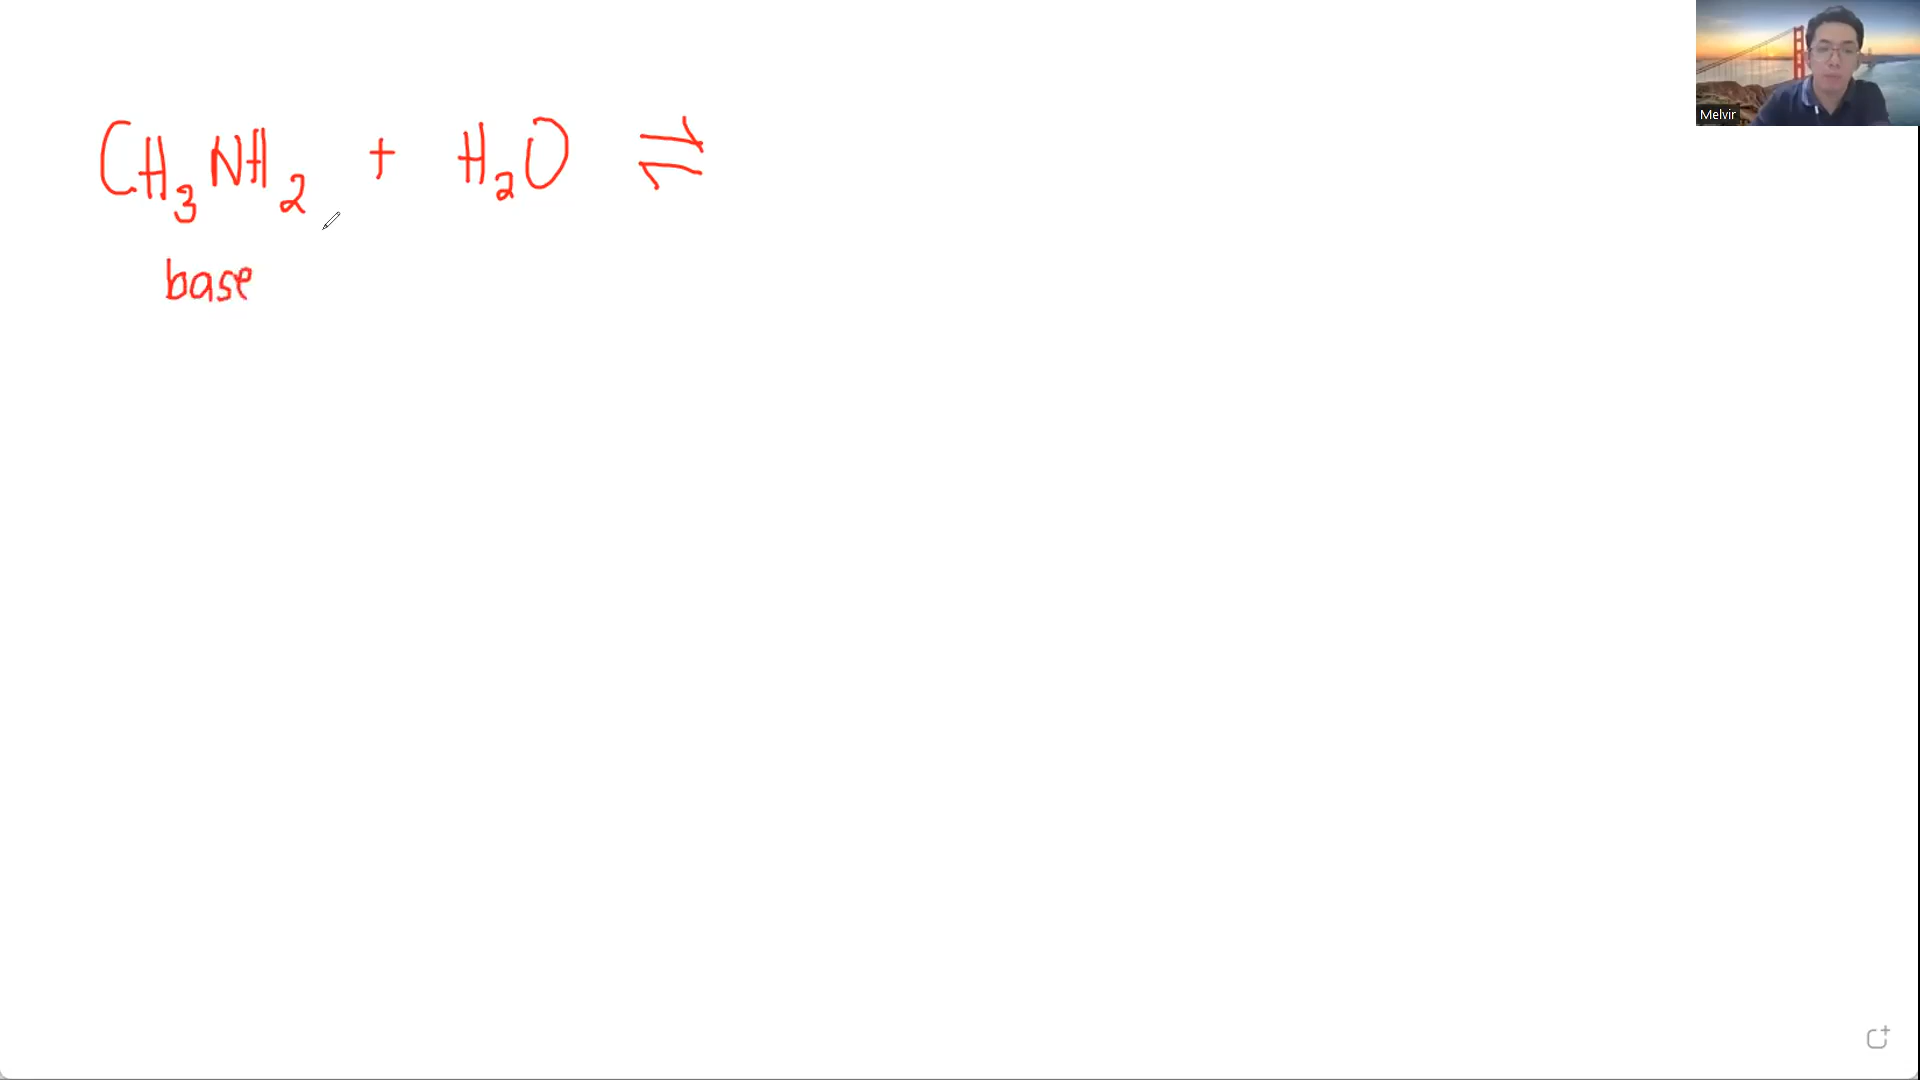 Melvir
CH₃NH₂ + H₂O ⇌
base